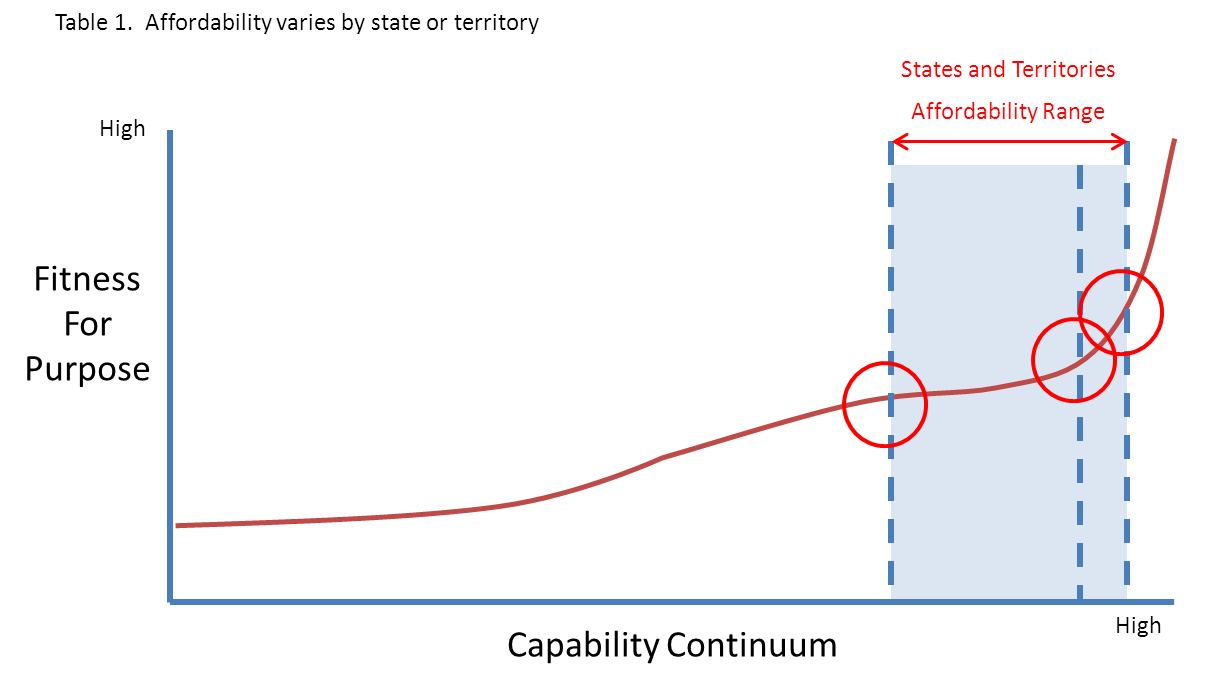 Table 1.  Affordability varies by state or territory
States and Territories
Affordability Range
High
Fitness
For
Purpose
High
Capability Continuum